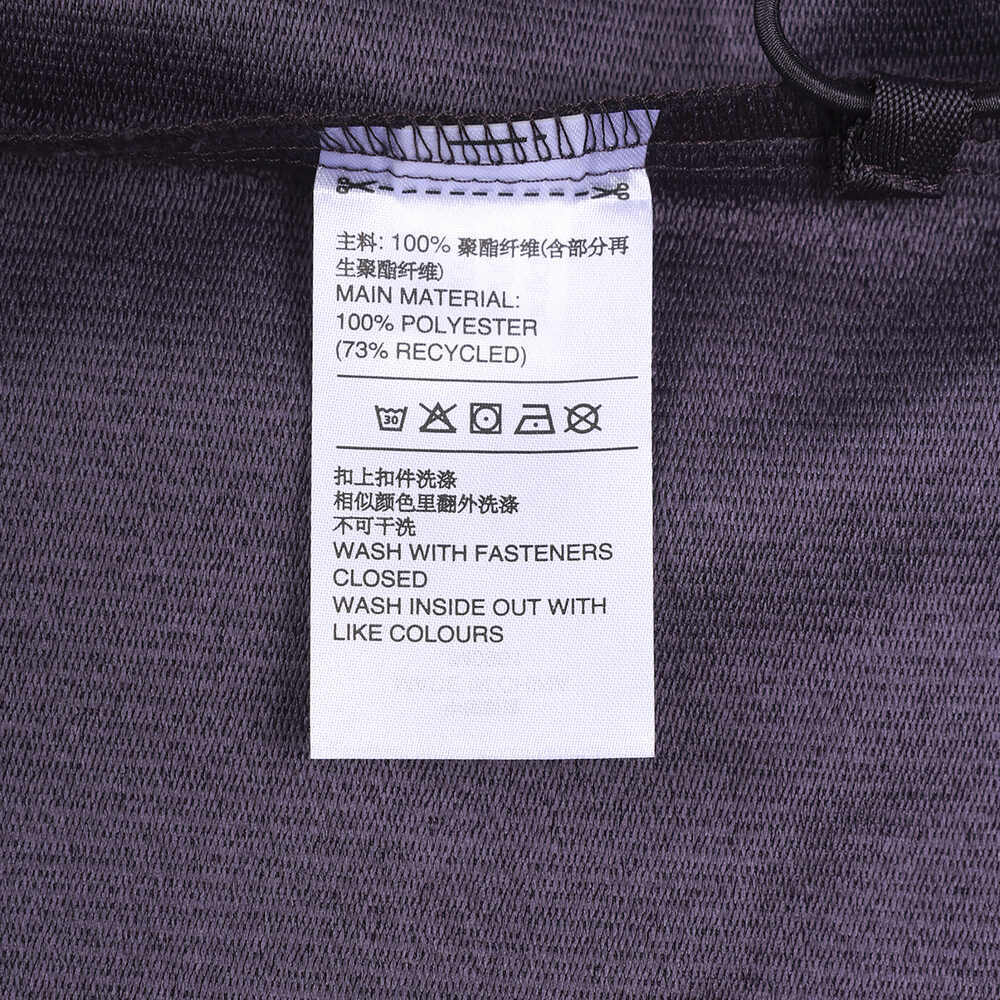 主料: 100% 聚酯纤维(含部分再
生聚酯纤维)
MAIN MATERIAL:
100% POLYESTER
(73% RECYCLED)
30
扣上扣件洗涤
相似颜色里翻外洗涤
不可干洗
WASH WITH FASTENERS
CLOSED
WASH INSIDE OUT WITH
LIKE COLOURS